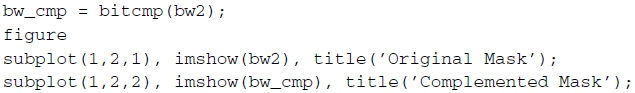 bw_cmp = bitcmp(bw2);
figure
subplot(1,2,1), imshow(bw2), title(’Original Mask’);
subplot(1,2,2), imshow(bw_cmp), title(’Complemented Mask’);